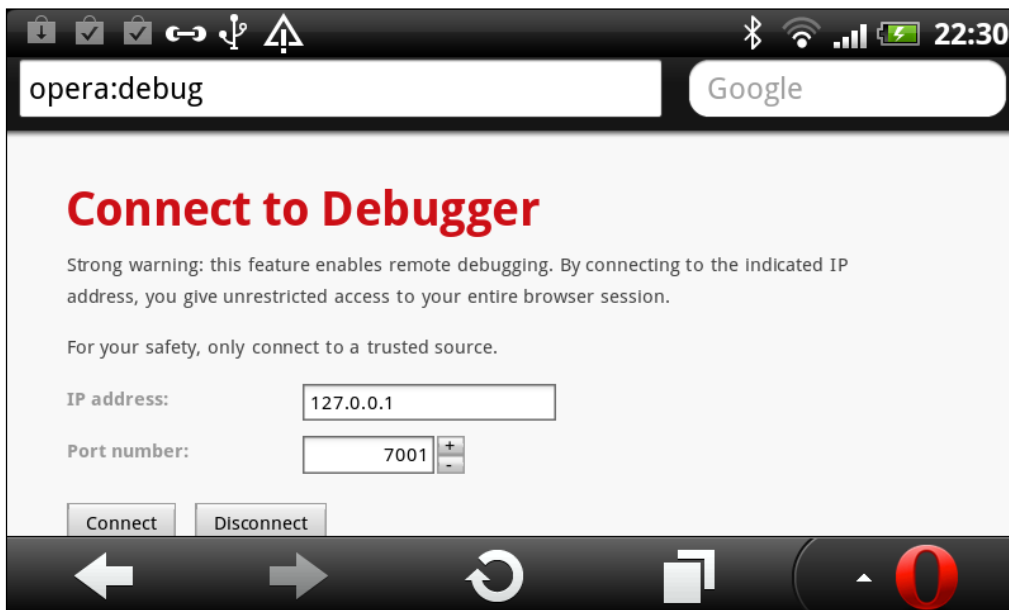 22:30
opera:debug
Google
Connect to Debugger
Strong warning: this feature enables remote debugging. By connecting to the indicated IP
address, you give unrestricted access to your entire browser session.
For your safety, only connect to a trusted source.
IP address:
127.0.0.1
Port number:
7001
+
-
Connect
Disconnect